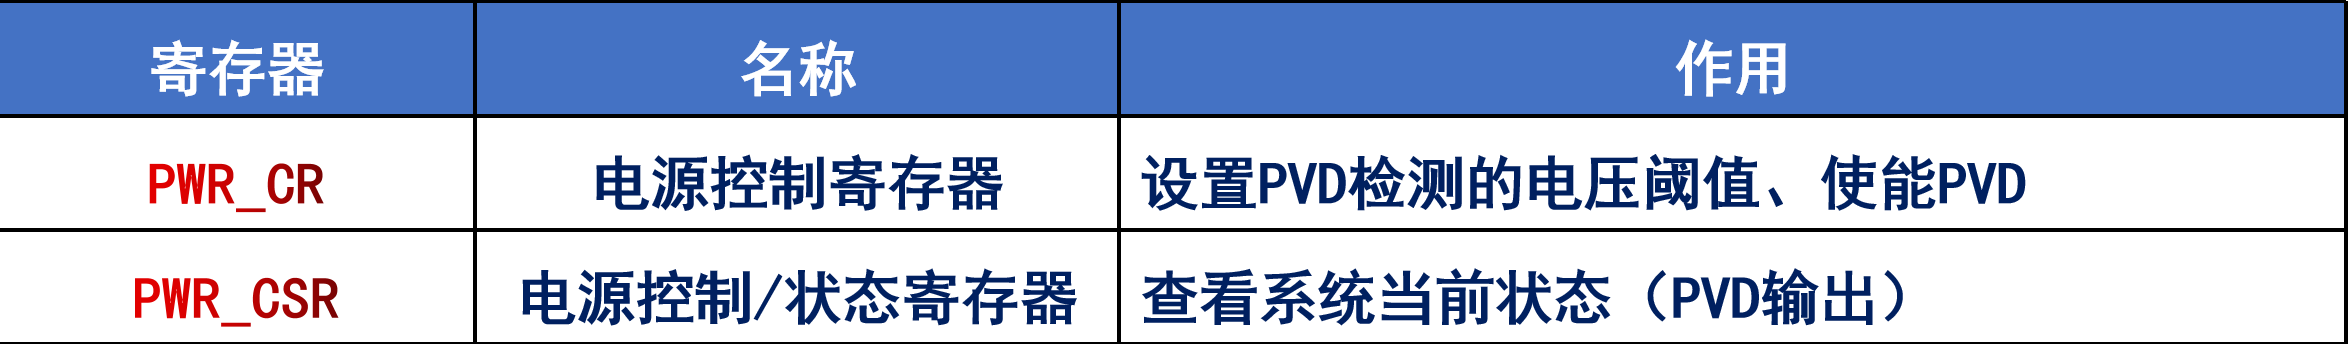 寄存器 名称 作用
PWR_CR 电源控制寄存器 设置PVD检测的电压阈值、使能PVD
PWR_CSR 电源控制/状态寄存器 查看系统当前状态（PVD输出）